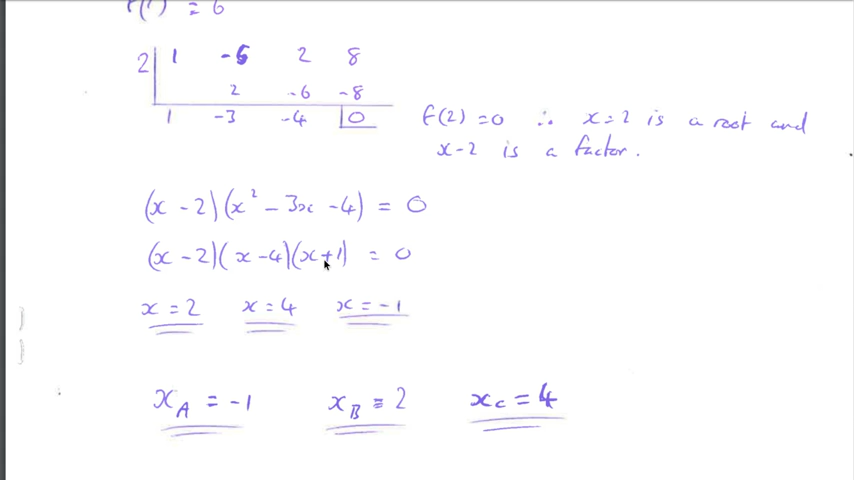 f(1) = 6
2 | 1 -5 2 8
2 -6 -8
1 -3 -4 | 0
f(2) = 0 ∴ x = 2 is a root and
x - 2 is a factor.
(x - 2)(x² - 3x - 4) = 0
(x - 2)(x - 4)(x + 1) = 0
x = 2 x = 4 x = -1
x_A = -1 x_B = 2 x_C = 4